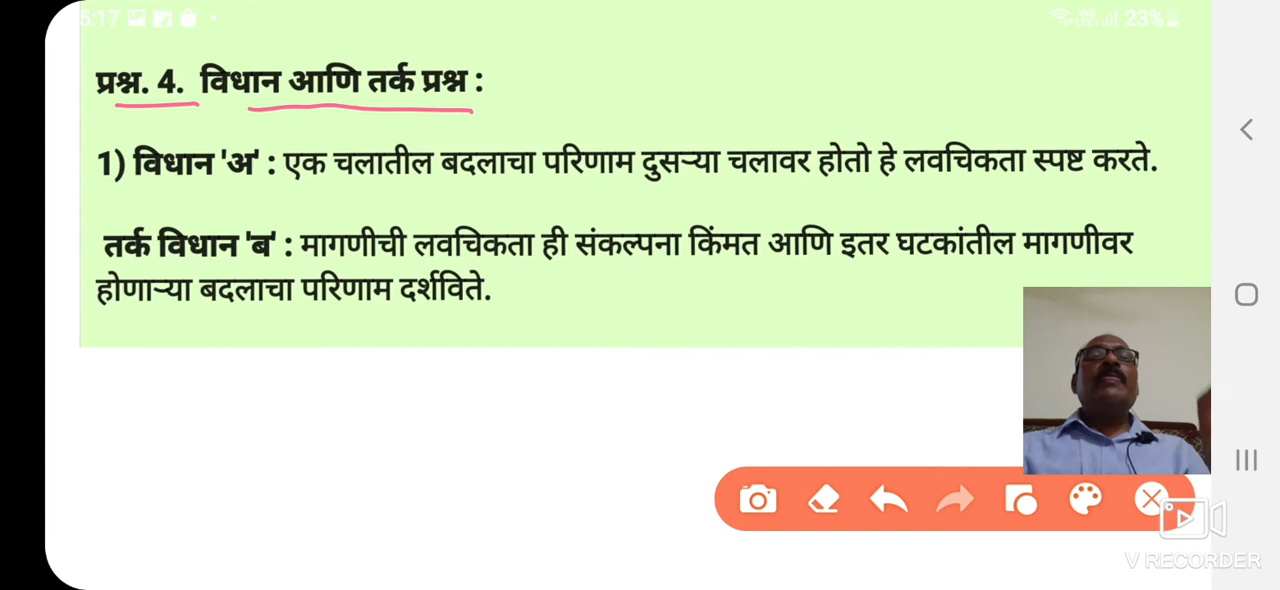 5:17
23%
प्रश्न. 4. विधान आणि तर्क प्रश्न :
1) विधान 'अ' : एक चलातील बदलाचा परिणाम दुसऱ्या चलावर होतो हे लवचिकता स्पष्ट करते.
तर्क विधान 'ब' : मागणीची लवचिकता ही संकल्पना किंमत आणि इतर घटकांतील मागणीवर
होणाऱ्या बदलाचा परिणाम दर्शविते.
V RECORDER